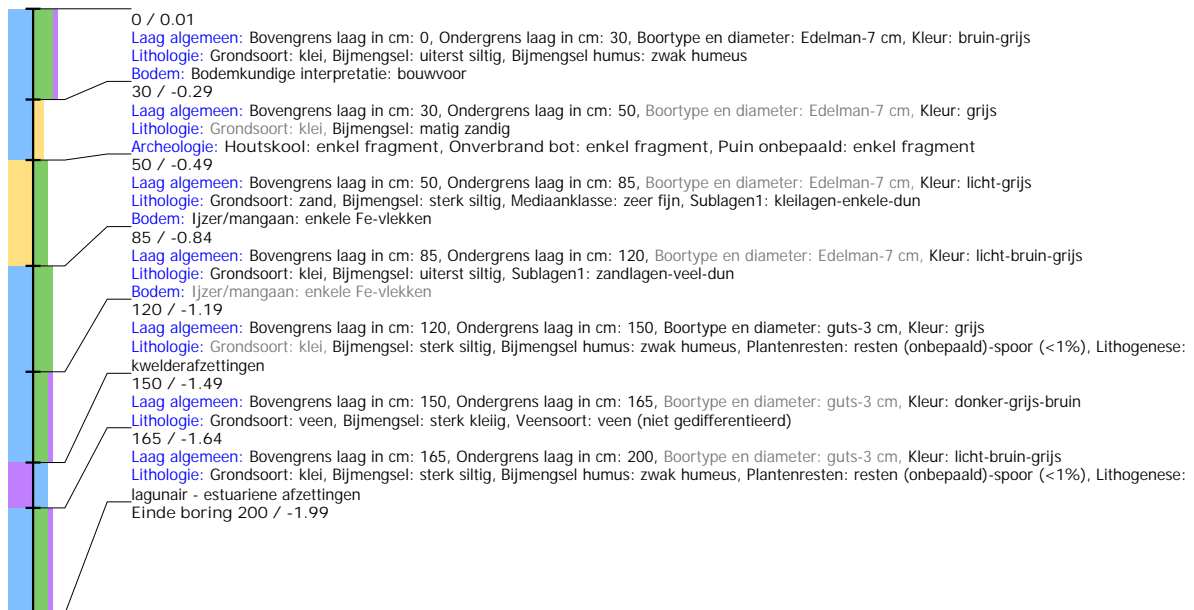 0 / 0.01
Laag algemeen: Bovengrens laag in cm: 0, Ondergrens laag in cm: 30, Boortype en diameter: Edelman-7 cm, Kleur: bruin-grijs
Lithologie: Grondsoort: klei, Bijmengsel: uiterst siltig, Bijmengsel humus: zwak humeus
Bodem: Bodemkundige interpretatie: bouwvoor
30 / -0.29
Laag algemeen: Bovengrens laag in cm: 30, Ondergrens laag in cm: 50, Boortype en diameter: Edelman-7 cm, Kleur: grijs
Lithologie: Grondsoort: klei, Bijmengsel: matig zandig
Archeologie: Houtskool: enkel fragment, Onverbrand bot: enkel fragment, Puin onbepaald: enkel fragment
50 / -0.49
Laag algemeen: Bovengrens laag in cm: 50, Ondergrens laag in cm: 85, Boortype en diameter: Edelman-7 cm, Kleur: licht-grijs
Lithologie: Grondsoort: zand, Bijmengsel: sterk siltig, Mediaanklasse: zeer fijn, Sublagen1: kleilagen-enkele-dun
Bodem: Ijzer/mangaan: enkele Fe-vlekken
85 / -0.84
Laag algemeen: Bovengrens laag in cm: 85, Ondergrens laag in cm: 120, Boortype en diameter: Edelman-7 cm, Kleur: licht-bruin-grijs
Lithologie: Grondsoort: klei, Bijmengsel: uiterst siltig, Sublagen1: zandlagen-veel-dun
Bodem: Ijzer/mangaan: enkele Fe-vlekken
120 / -1.19
Laag algemeen: Bovengrens laag in cm: 120, Ondergrens laag in cm: 150, Boortype en diameter: guts-3 cm, Kleur: grijs
Lithologie: Grondsoort: klei, Bijmengsel: sterk siltig, Bijmengsel humus: zwak humeus, Plantenresten: resten (onbepaald)-spoor (<1%), Lithogenese:
kwelderafzettingen
150 / -1.49
Laag algemeen: Bovengrens laag in cm: 150, Ondergrens laag in cm: 165, Boortype en diameter: guts-3 cm, Kleur: donker-grijs-bruin
Lithologie: Grondsoort: veen, Bijmengsel: sterk kleiig, Veensoort: veen (niet gedifferentieerd)
165 / -1.64
Laag algemeen: Bovengrens laag in cm: 165, Ondergrens laag in cm: 200, Boortype en diameter: guts-3 cm, Kleur: licht-bruin-grijs
Lithologie: Grondsoort: klei, Bijmengsel: sterk siltig, Bijmengsel humus: zwak humeus, Plantenresten: resten (onbepaald)-spoor (<1%), Lithogenese:
lagunair - estuariene afzettingen
Einde boring 200 / -1.99